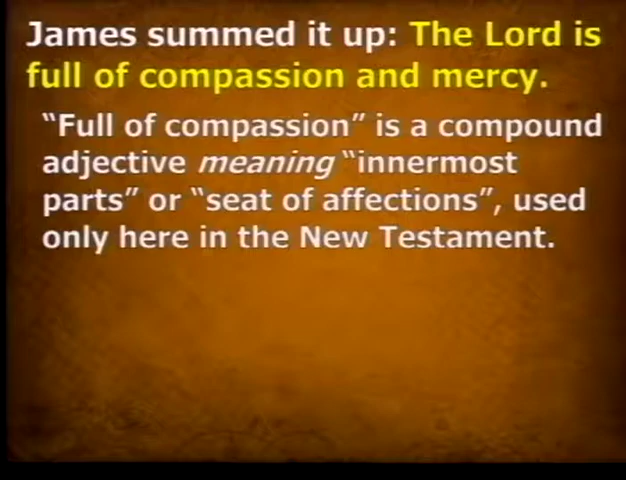 James summed it up: The Lord is
full of compassion and mercy.
“Full of compassion” is a compound
adjective meaning “innermost
parts” or “seat of affections”, used
only here in the New Testament.